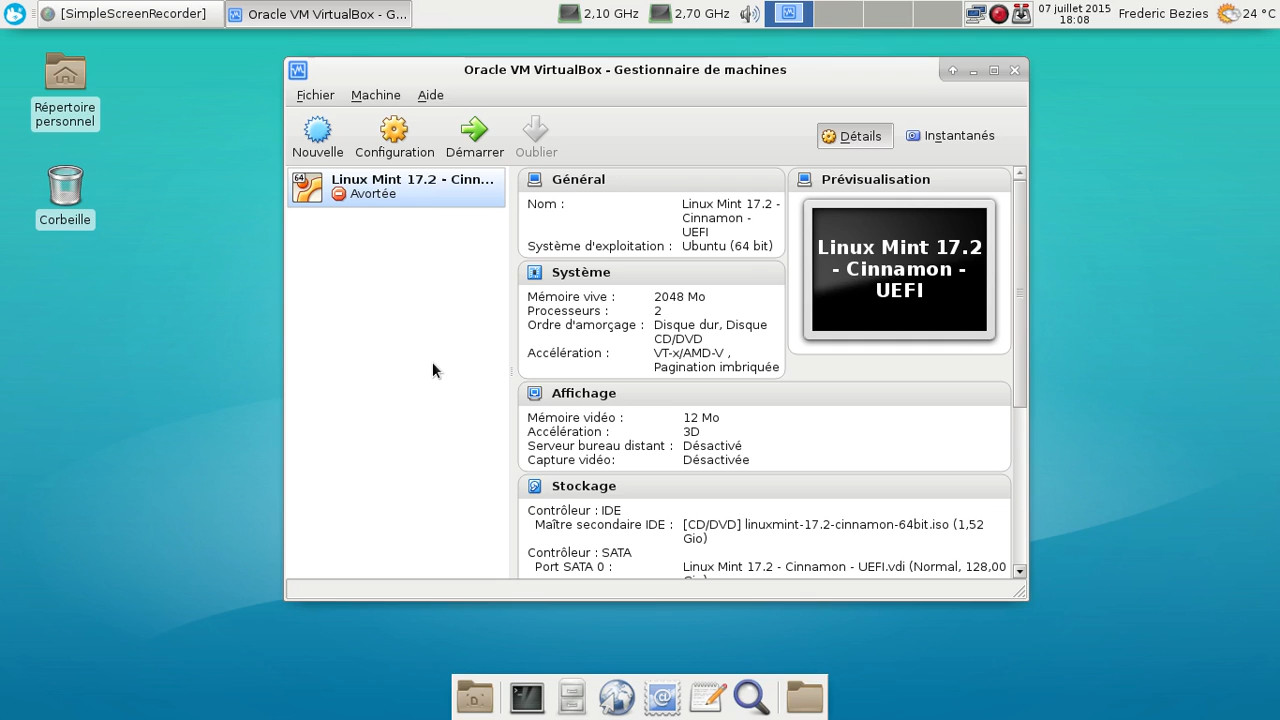 [SimpleScreenRecorder]
Oracle VM VirtualBox - G...
2,10 GHz
2,70 GHz
07 juillet 2015
18:08
Frederic Bezies
24 °C
Répertoire
personnel
Corbeille
Oracle VM VirtualBox - Gestionnaire de machines
Fichier Machine Aide
Nouvelle Configuration Démarrer Oublier
Détails Instantanés
64
Linux Mint 17.2 - Cinn...
Avortée
Général
Nom : Linux Mint 17.2 -
Cinnamon -
UEFI
Système d'exploitation : Ubuntu (64 bit)
Système
Mémoire vive : 2048 Mo
Processeurs : 2
Ordre d'amorçage : Disque dur, Disque
CD/DVD
Accélération : VT-x/AMD-V ,
Pagination imbriquée
Prévisualisation
Linux Mint 17.2
- Cinnamon -
UEFI
Affichage
Mémoire vidéo : 12 Mo
Accélération : 3D
Serveur bureau distant : Désactivé
Capture vidéo: Désactivée
Stockage
Contrôleur : IDE
Maître secondaire IDE : [CD/DVD] linuxmint-17.2-cinnamon-64bit.iso (1,52
Gio)
Contrôleur : SATA
Port SATA 0 : Linux Mint 17.2 - Cinnamon - UEFI.vdi (Normal, 128,00
Gio)